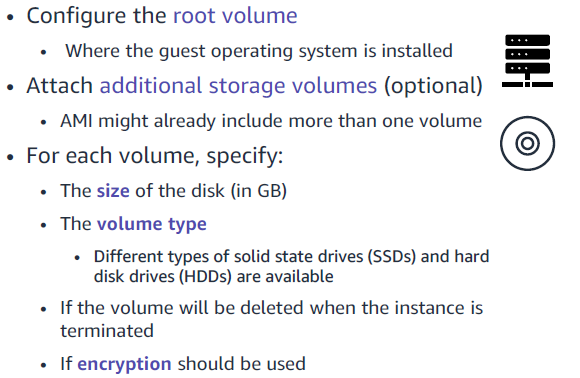 • Configure the root volume
• Where the guest operating system is installed
• Attach additional storage volumes (optional)
• AMI might already include more than one volume
• For each volume, specify:
• The size of the disk (in GB)
• The volume type
• Different types of solid state drives (SSDs) and hard
disk drives (HDDs) are available
• If the volume will be deleted when the instance is
terminated
• If encryption should be used